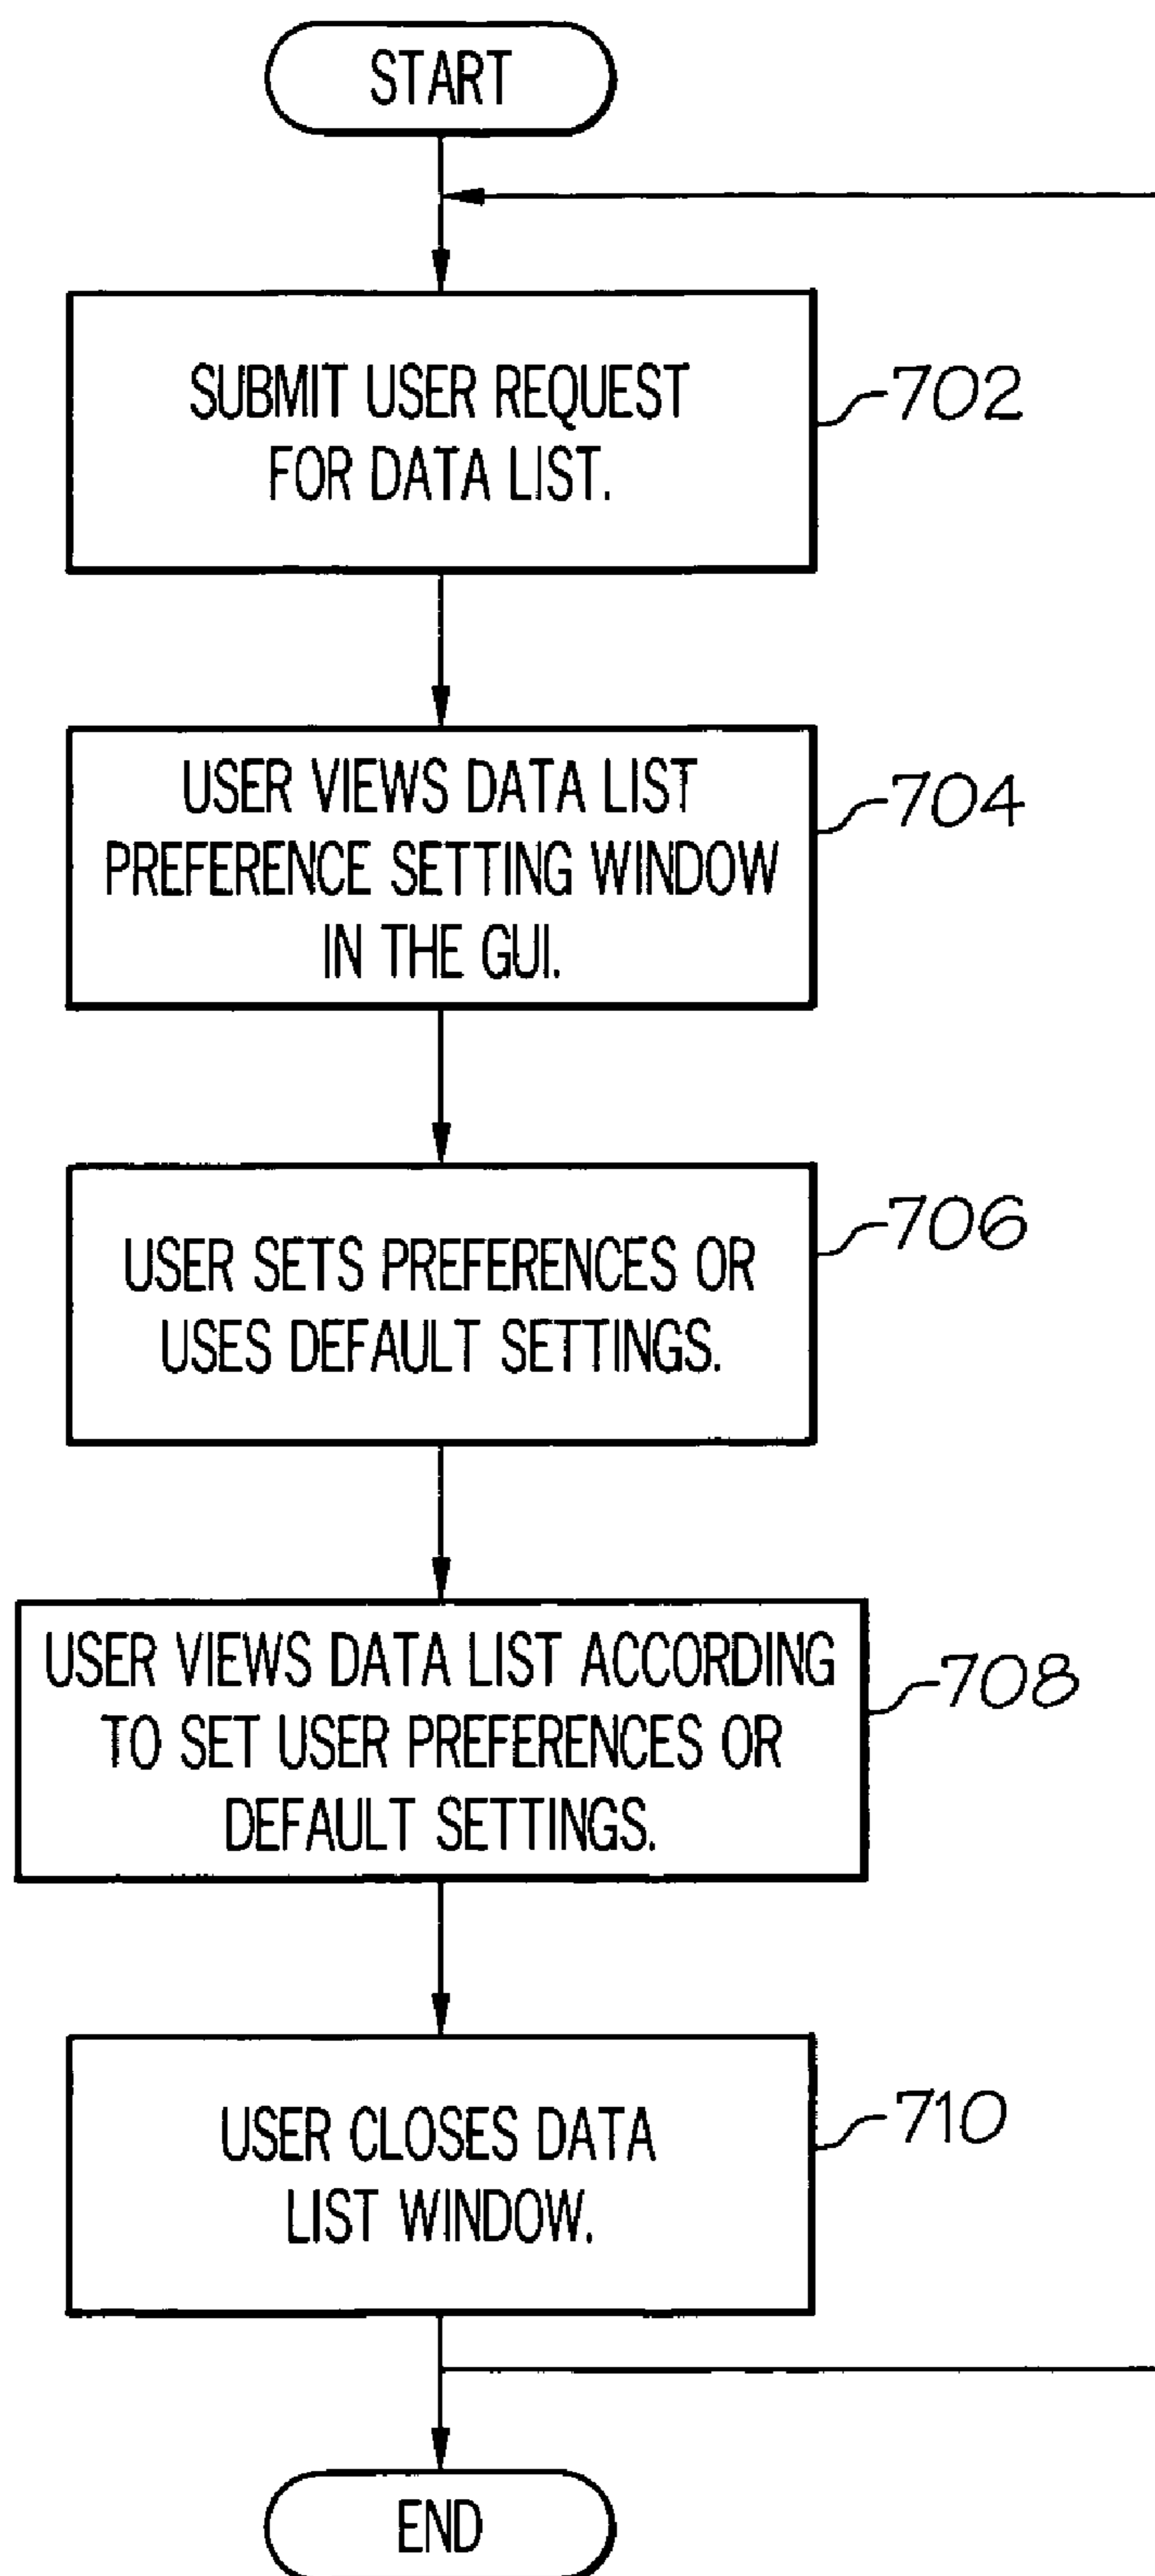 START
SUBMIT USER REQUEST
FOR DATA LIST.
702
USER VIEWS DATA LIST
PREFERENCE SETTING WINDOW
IN THE GUI.
704
USER SETS PREFERENCES OR
USES DEFAULT SETTINGS.
706
USER VIEWS DATA LIST ACCORDING
TO SET USER PREFERENCES OR
DEFAULT SETTINGS.
708
USER CLOSES DATA
LIST WINDOW.
710
END